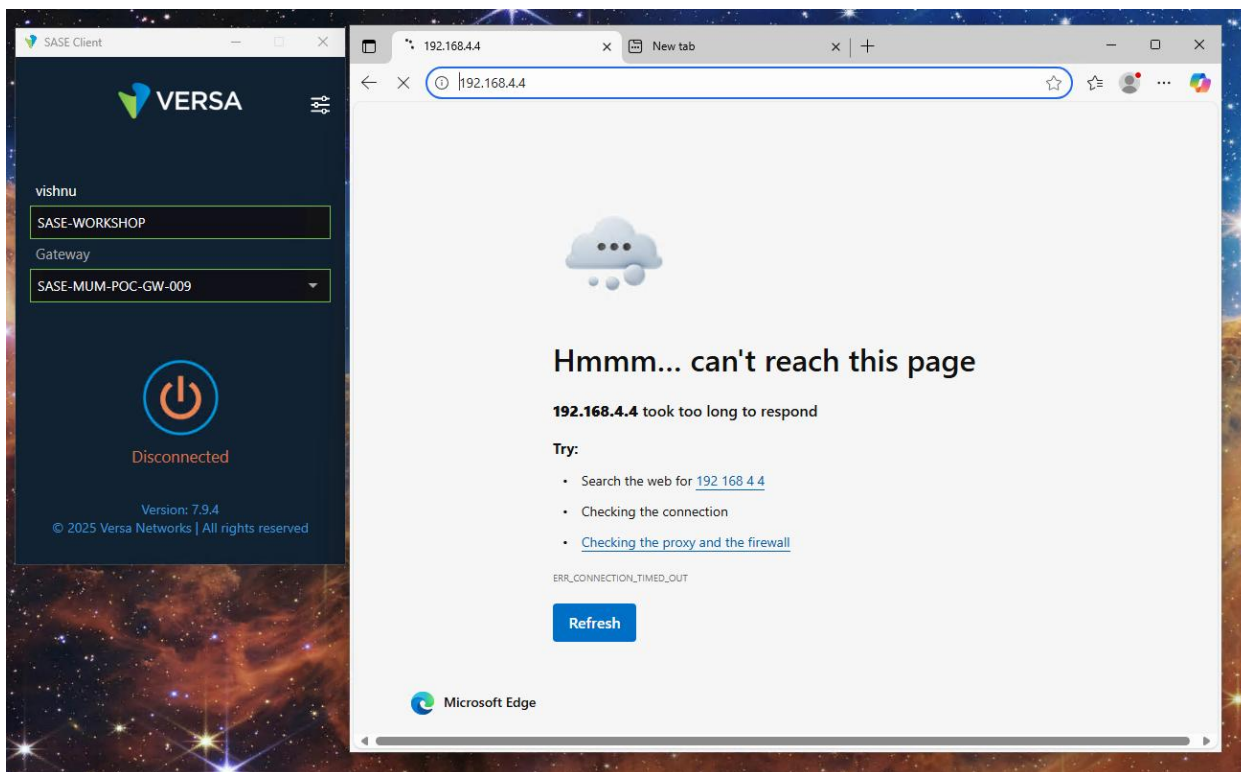 SASE Client
VERSA
vishnu
SASE-WORKSHOP
Gateway
SASE-MUM-POC-GW-009
Disconnected
Version: 7.9.4
© 2025 Versa Networks | All rights reserved
192.168.4.4
New tab
192.168.4.4
Hmmm... can't reach this page
192.168.4.4 took too long to respond
Try:
• Search the web for 192 168 4 4
• Checking the connection
• Checking the proxy and the firewall
ERR_CONNECTION_TIMED_OUT
Refresh
Microsoft Edge